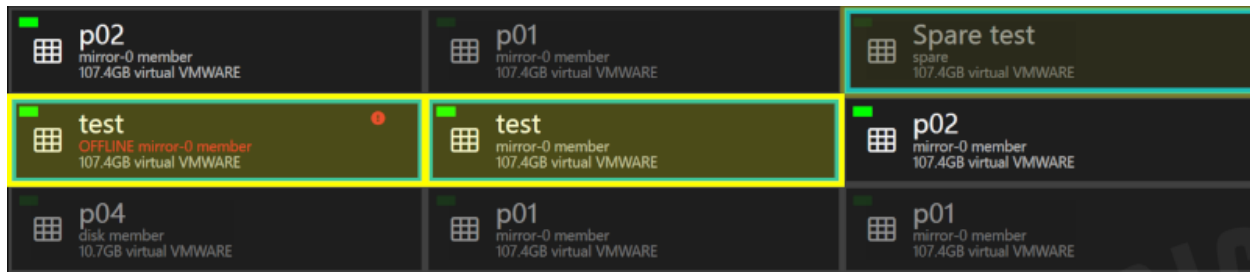 p02
mirror-0 member
107.4GB virtual VMWARE
p01
mirror-0 member
107.4GB virtual VMWARE
Spare test
spare
107.4GB virtual VMWARE
test
OFFLINE mirror-0 member
107.4GB virtual VMWARE
test
mirror-0 member
107.4GB virtual VMWARE
p02
mirror-0 member
107.4GB virtual VMWARE
p04
disk member
10.7GB virtual VMWARE
p01
mirror-0 member
107.4GB virtual VMWARE
p01
mirror-0 member
107.4GB virtual VMWARE